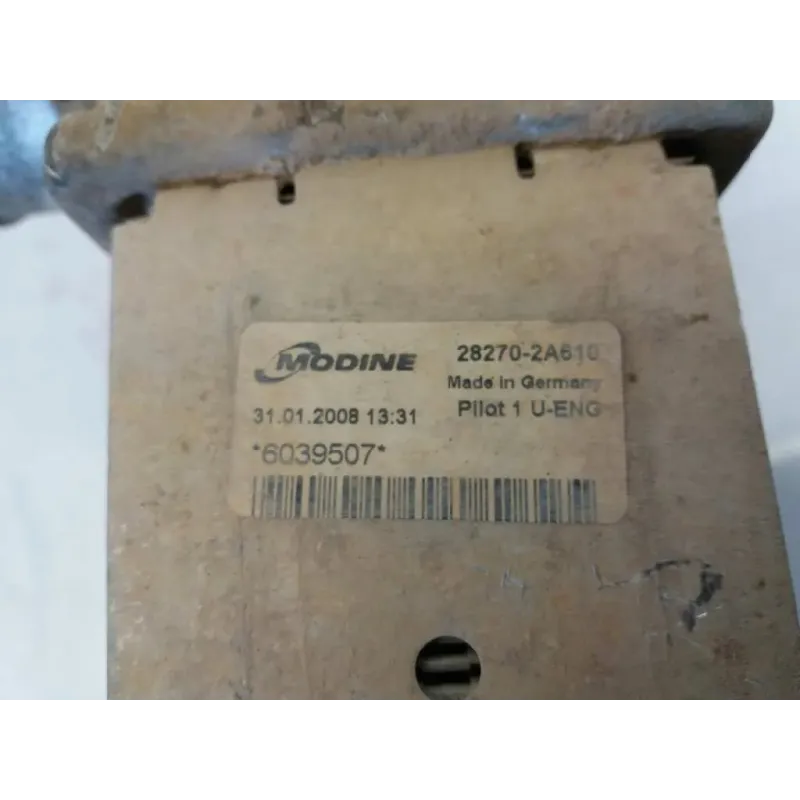 MODINE
28270-2A610
Made in Germany
31.01.2008 13:31
Pilot 1 U-ENG
*6039507*